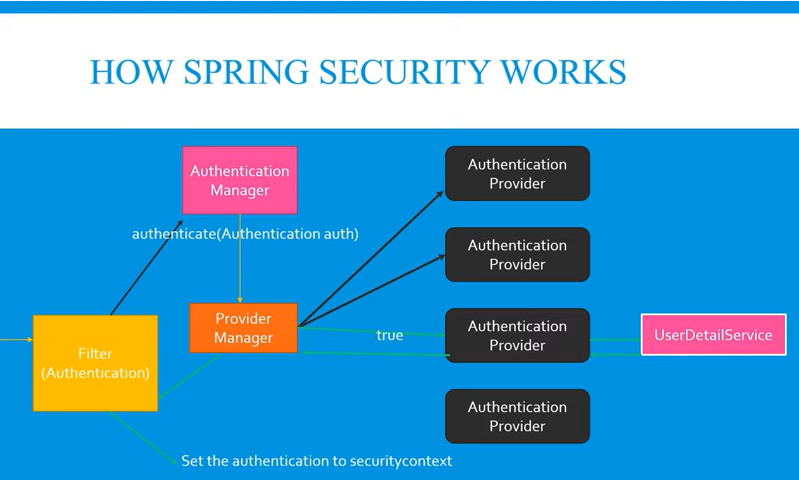 HOW SPRING SECURITY WORKS
Authentication
Manager
authenticate(Authentication auth)
Provider
Manager
Filter
(Authentication)
true
Authentication
Provider
Authentication
Provider
Authentication
Provider
UserDetailService
Authentication
Provider
Set the authentication to securitycontext